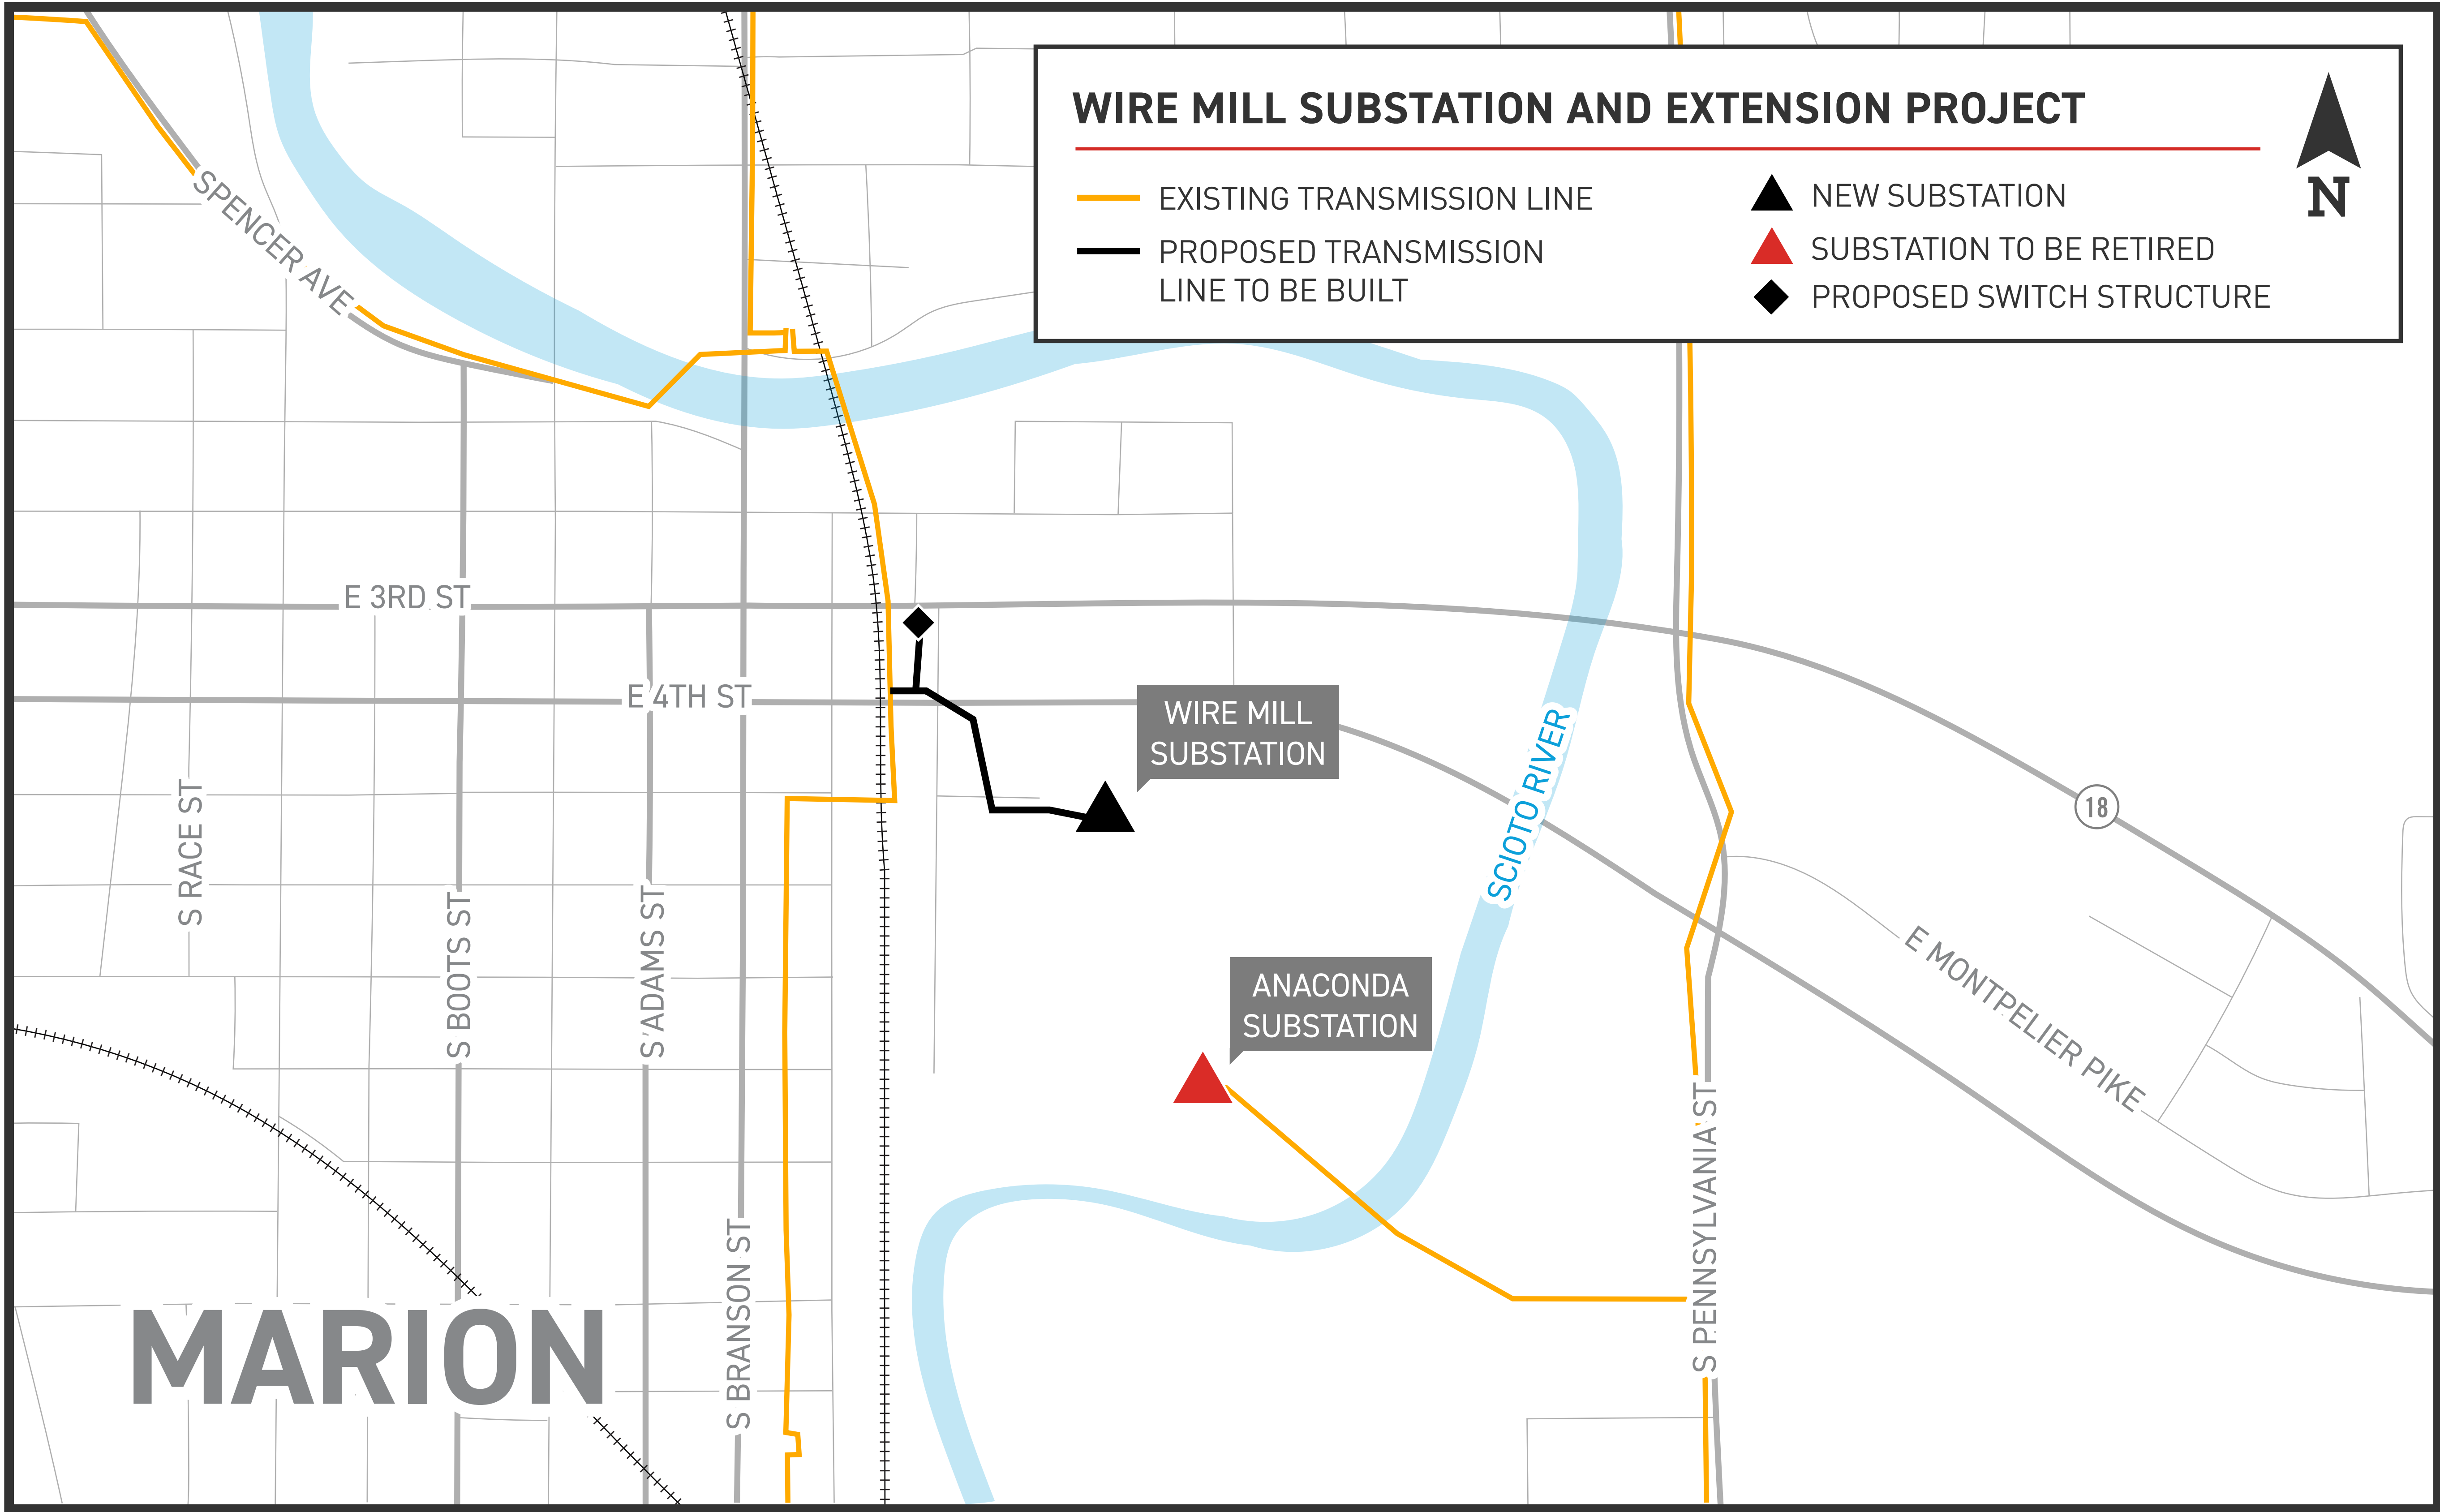 WIRE MILL SUBSTATION AND EXTENSION PROJECT
EXISTING TRANSMISSION LINE
PROPOSED TRANSMISSION
LINE TO BE BUILT
NEW SUBSTATION
SUBSTATION TO BE RETIRED
PROPOSED SWITCH STRUCTURE
N
SPENCER AVE
E 3RD ST
E 4TH ST
WIRE MILL
SUBSTATION
SCIOTO RIVER
18
S RACE ST
S BOOTS ST
S ADAMS ST
ANACONDA
SUBSTATION
E MONTPELIER PIKE
S PENNSYLVANIA ST
S BRANSON ST
MARION